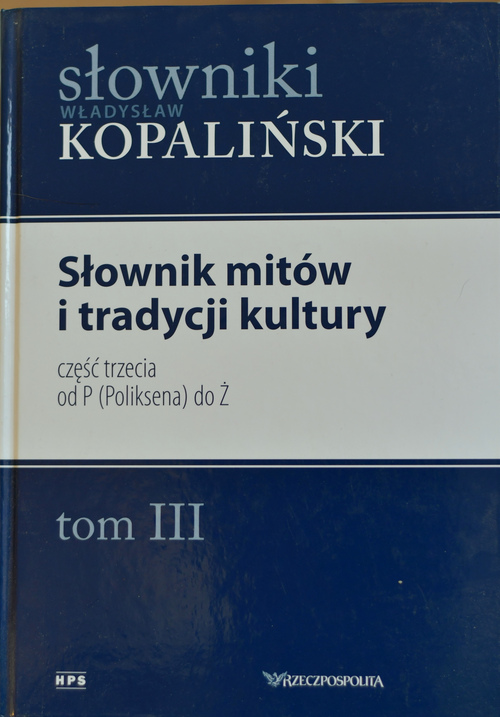 słowniki
WŁADYSŁAW
KOPALIŃSKI
Słownik mitów
i tradycji kultury
część trzecia
od P (Poliksena) do Ż
tom III
HPS
RZECZPOSPOLITA